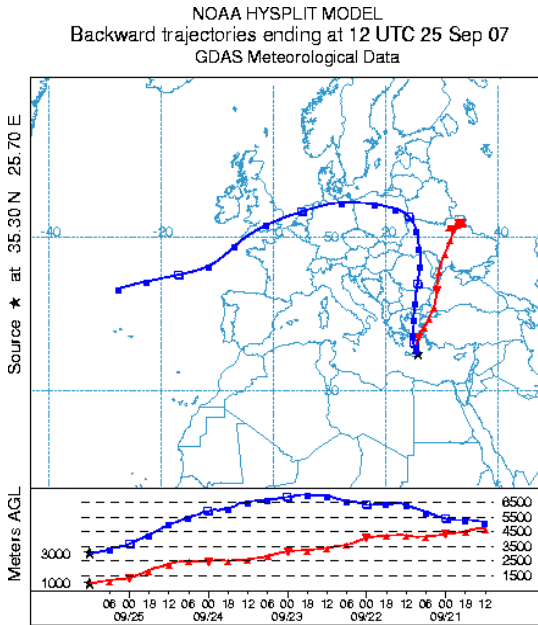 NOAA HYSPLIT MODEL
Backward trajectories ending at 12 UTC 25 Sep 07
GDAS Meteorological Data
Source ★ at 35.30 N 25.70 E
-40 -20 0 20 40
50
30
Meters AGL
6500
5500
4500
3500
2500
1500
3000
1000
06 00 18 12 06 00 18 12 06 00 18 12 06 00 18 12 06 00 18 12
09/25 09/24 09/23 09/22 09/21